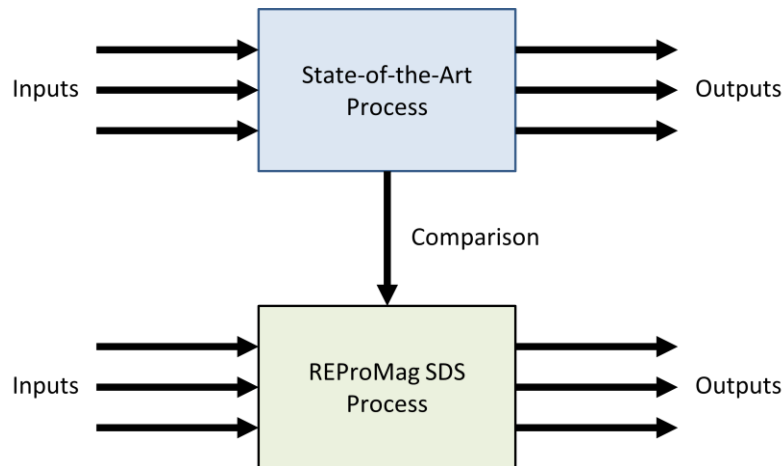 State-of-the-Art
Process
Inputs
Outputs
Comparison
REProMag SDS
Process
Inputs
Outputs